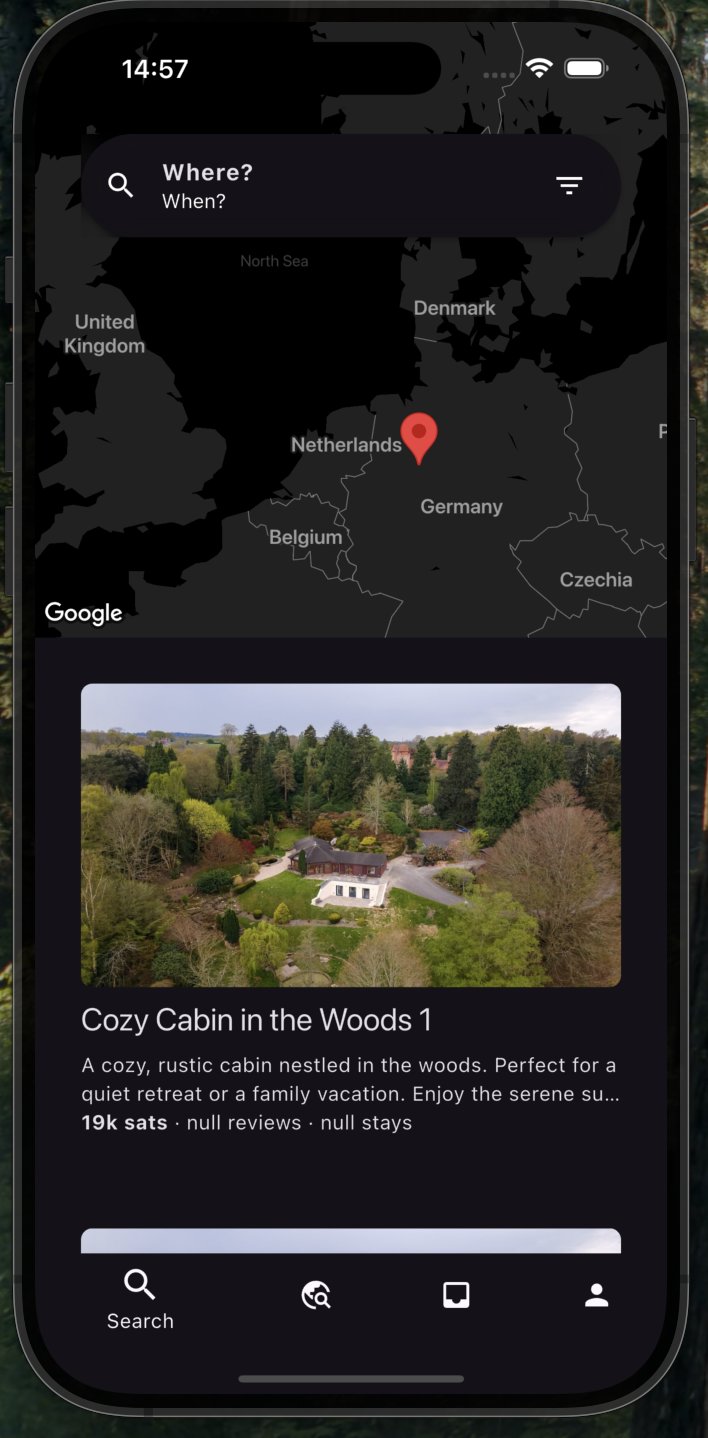 14:57
Where?
When?
North Sea
Denmark
United
Kingdom
Netherlands
P
Germany
Belgium
Czechia
Google
Cozy Cabin in the Woods 1
A cozy, rustic cabin nestled in the woods. Perfect for a
quiet retreat or a family vacation. Enjoy the serene su...
19k sats · null reviews · null stays
Search